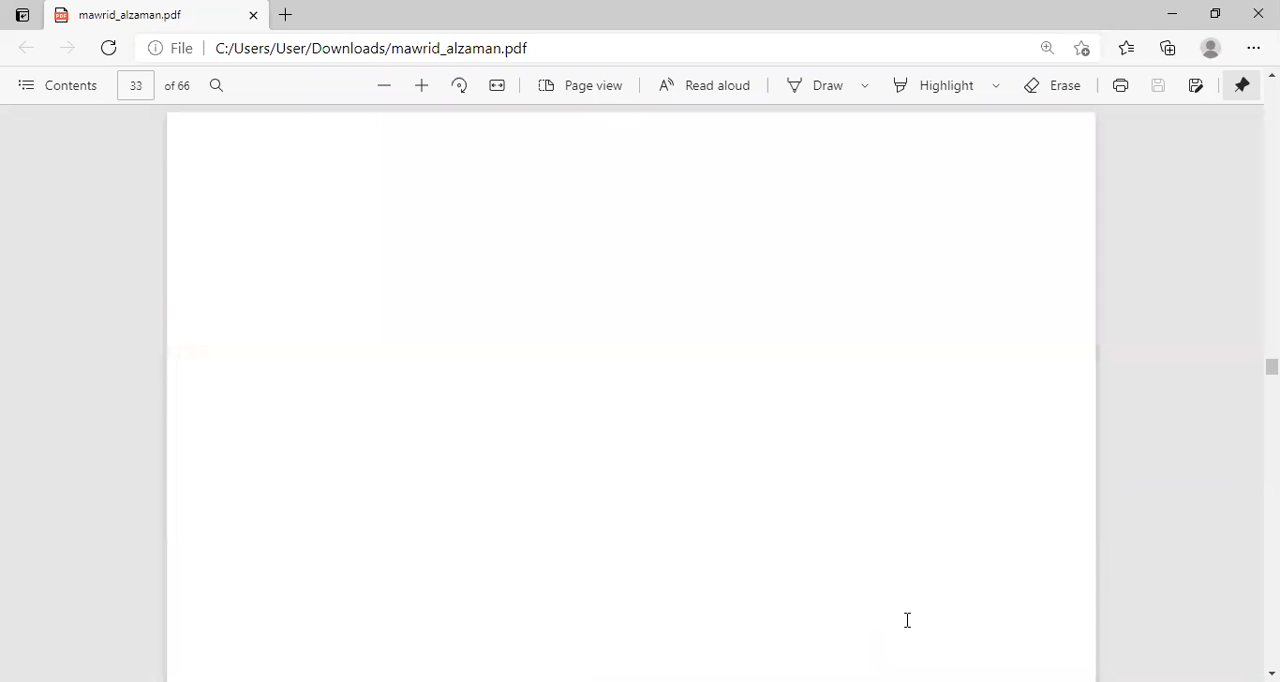 mawrid_alzaman.pdf
File C:/Users/User/Downloads/mawrid_alzaman.pdf
Contents 33 of 66 Page view Read aloud Draw Highlight Erase